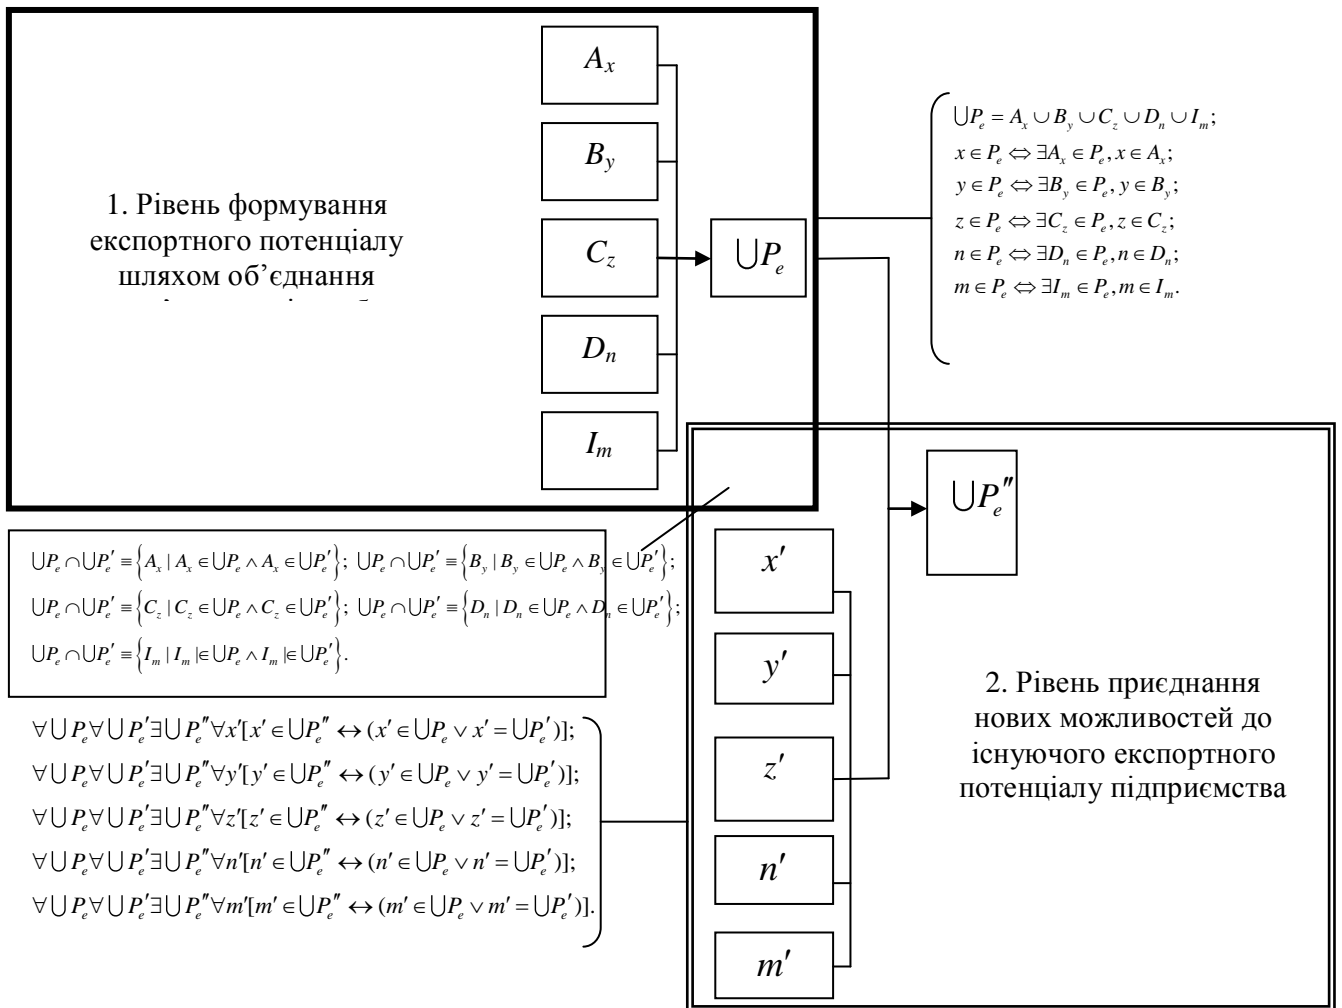 A_x
B_y
1. Рівень формування
експортного потенціалу
шляхом об’єднання
C_z
⋃P_e
D_n
I_m
⋃P_e = A_x ∪ B_y ∪ C_z ∪ D_n ∪ I_m;
x ∈ P_e ⇔ ∃A_x ∈ P_e, x ∈ A_x;
y ∈ P_e ⇔ ∃B_y ∈ P_e, y ∈ B_y;
z ∈ P_e ⇔ ∃C_z ∈ P_e, z ∈ C_z;
n ∈ P_e ⇔ ∃D_n ∈ P_e, n ∈ D_n;
m ∈ P_e ⇔ ∃I_m ∈ P_e, m ∈ I_m.
⋃P_e″
⋃P_e ∩ ⋃P_e′ ≡ {A_x | A_x ∈ ⋃P_e ∧ A_x ∈ ⋃P_e′}; ⋃P_e ∩ ⋃P_e′ ≡ {B_y | B_y ∈ ⋃P_e ∧ B_y ∈ ⋃P_e′};
⋃P_e ∩ ⋃P_e′ ≡ {C_z | C_z ∈ ⋃P_e ∧ C_z ∈ ⋃P_e′}; ⋃P_e ∩ ⋃P_e′ ≡ {D_n | D_n ∈ ⋃P_e ∧ D_n ∈ ⋃P_e′};
⋃P_e ∩ ⋃P_e′ ≡ {I_m | I_m |∈ ⋃P_e ∧ I_m |∈ ⋃P_e′}.
∀⋃P_e∀⋃P_e′∃⋃P_e″∀x′[x′ ∈ ⋃P_e″ ↔ (x′ ∈ ⋃P_e ∨ x′ = ⋃P_e′)];
∀⋃P_e∀⋃P_e′∃⋃P_e″∀y′[y′ ∈ ⋃P_e″ ↔ (y′ ∈ ⋃P_e ∨ y′ = ⋃P_e′)];
∀⋃P_e∀⋃P_e′∃⋃P_e″∀z′[z′ ∈ ⋃P_e″ ↔ (z′ ∈ ⋃P_e ∨ z′ = ⋃P_e′)];
∀⋃P_e∀⋃P_e′∃⋃P_e″∀n′[n′ ∈ ⋃P_e″ ↔ (n′ ∈ ⋃P_e ∨ n′ = ⋃P_e′)];
∀⋃P_e∀⋃P_e′∃⋃P_e″∀m′[m′ ∈ ⋃P_e″ ↔ (m′ ∈ ⋃P_e ∨ m′ = ⋃P_e′)].
x′
y′
z′
n′
m′
2. Рівень приєднання
нових можливостей до
існуючого експортного
потенціалу підприємства